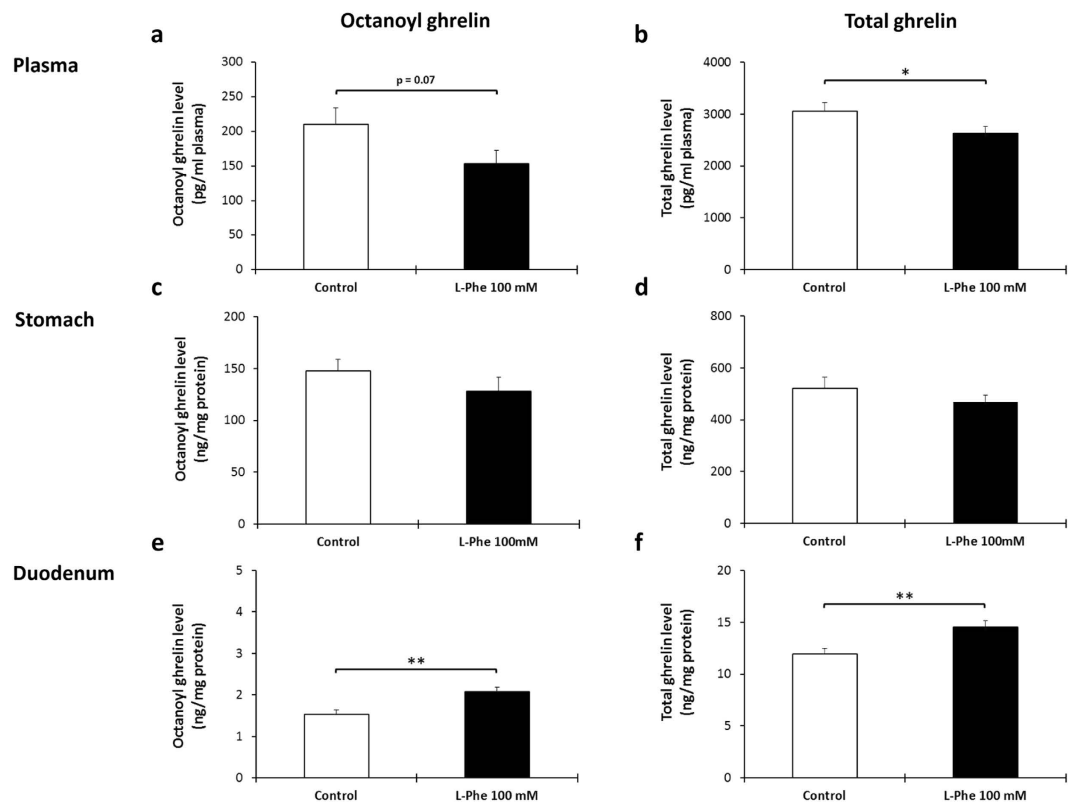 Octanoyl ghrelin
Total ghrelin
Plasma
a
Octanoyl ghrelin level
(pg/ml plasma)
300
250
200
150
100
50
0
p = 0.07
Control
L-Phe 100 mM
b
Total ghrelin level
(pg/ml plasma)
4000
3000
2000
1000
0
*
Control
L-Phe 100 mM
Stomach
c
Octanoyl ghrelin level
(ng/mg protein)
200
150
100
50
0
Control
L-Phe 100mM
d
Total ghrelin level
(ng/mg protein)
800
600
400
200
0
Control
L-Phe 100mM
Duodenum
e
Octanoyl ghrelin level
(ng/mg protein)
5
4
3
2
1
0
**
Control
L-Phe 100 mM
f
Total ghrelin level
(ng/mg protein)
20
15
10
5
0
**
Control
L-Phe 100 mM